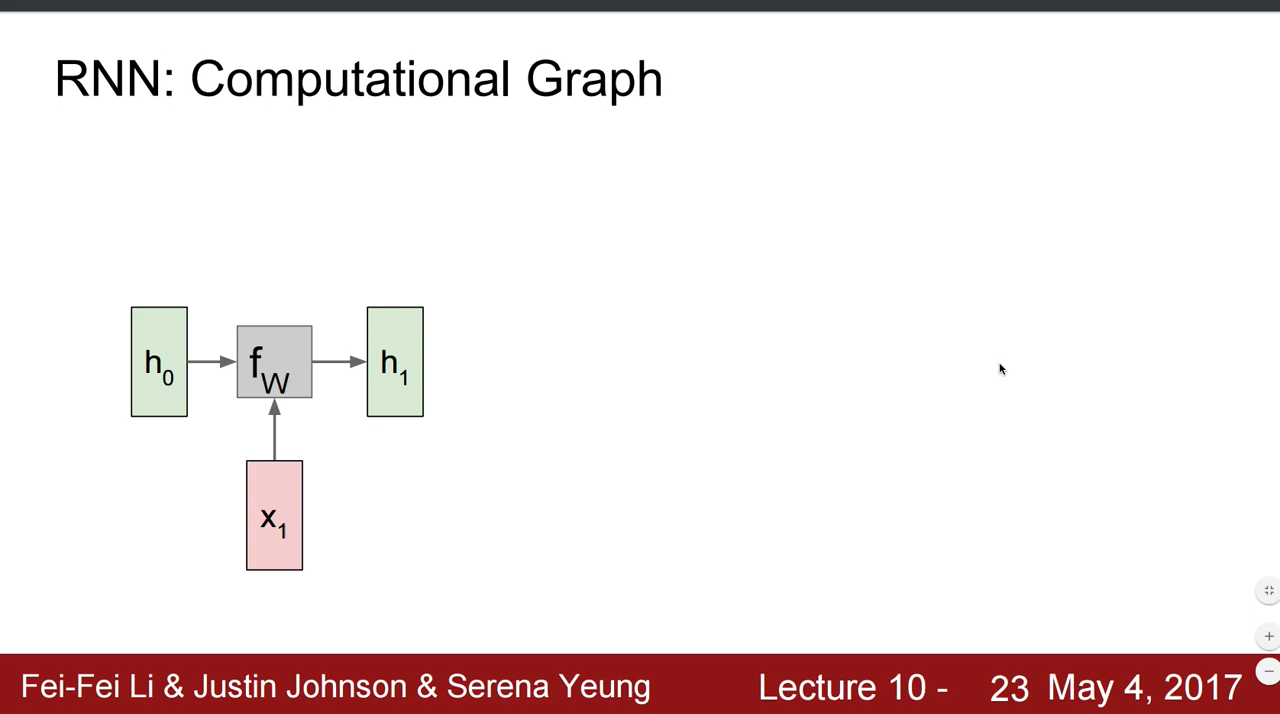 RNN: Computational Graph
h0 fW h1
x1
Fei-Fei Li & Justin Johnson & Serena Yeung Lecture 10 - 23 May 4, 2017